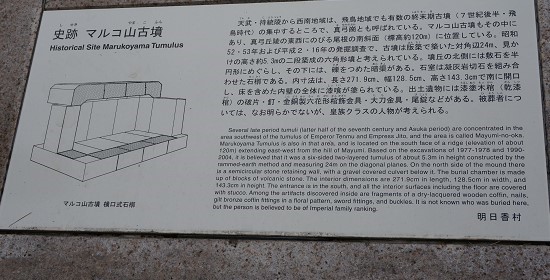 しせき やまこふん
史跡 マルコ山古墳
Historical Site Marukoyama Tumulus
マルコ山古墳 横口式石槨
天武・持統陵から西南地域は、飛鳥地域でも有数の終末期古墳（7世紀後半・飛
鳥時代）の集中するところで、真弓崗とも呼ばれている。マルコ山古墳もその中に
あり、真弓丘陵の東西にのびる尾根の南斜面（標高約120m）に位置している。昭和
52・53年および平成2・16年の発掘調査で、古墳は版築で築いた対角辺24m、見か
けの高さ約5.3mの二段築成の六角形墳と考えられている。墳丘の北側には敷石を半
円形にめぐらし、その下には、礫をつめた暗渠がある。石室は凝灰岩切石を組み合
わせた石槨である。内寸法は、長さ271.9cm、幅128.5cm、高さ143.3cmで南に開口
し、床を含めた内壁の全体に漆喰が塗られている。出土遺物には漆塗木棺（乾漆
棺）の破片・釘・金銅製六花形棺飾金具・大刀金具・尾錠などがある。被葬者につい
ては、なお明らかでないが、皇族クラスの人物が考えられる。
Several late period tumuli (latter half of the seventh century and Asuka period) are concentrated in the
area southwest of the tumulus of Emperor Tenmu and Empress Jito, and the area is called Mayumi-no-oka.
Marukoyama Tumulus is also in that area, and is located on the south face of a ridge (elevation of about
120m) extending east-west from the hill of Mayumi. Based on the excavations of 1977-1978 and 1990-
2004, it is believed that it was a six-sided two-layered tumulus of about 5.3m in height constructed by the
rammed-earth method and measuring 24m on the diagonal planes. On the north side of the mound there
is a semicircular stone retaining wall, with a gravel covered culvert below it. The burial chamber is made
up of blocks of volcanic stone. The interior dimensions are 271.9cm in length, 128.5cm in width, and
143.3cm in height. The entrance is in the south, and all the interior surfaces including the floor are covered
with stucco. Among the artifacts discovered inside are fragments of a dry-lacquered wooden coffin, nails,
gilt bronze coffin fittings in a floral pattern, sword fittings, and buckles. It is not known who was buried here,
but the person is believed to be of Imperial family ranking.
明日香村